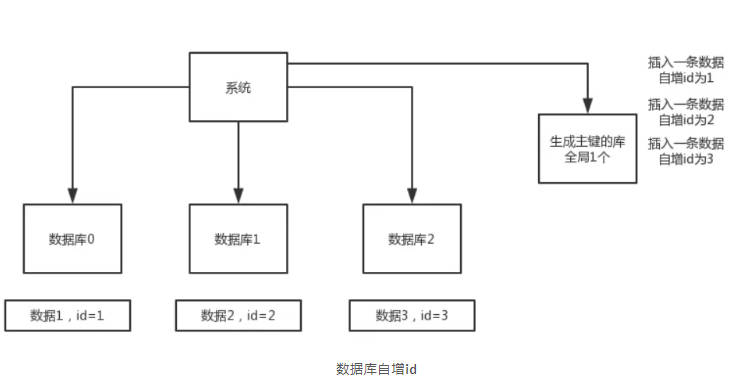 系统
插入一条数据
自增id为1
插入一条数据
自增id为2
插入一条数据
自增id为3
生成主键的库
全局1个
数据库0
数据库1
数据库2
数据1，id=1
数据2，id=2
数据3，id=3
数据库自增id